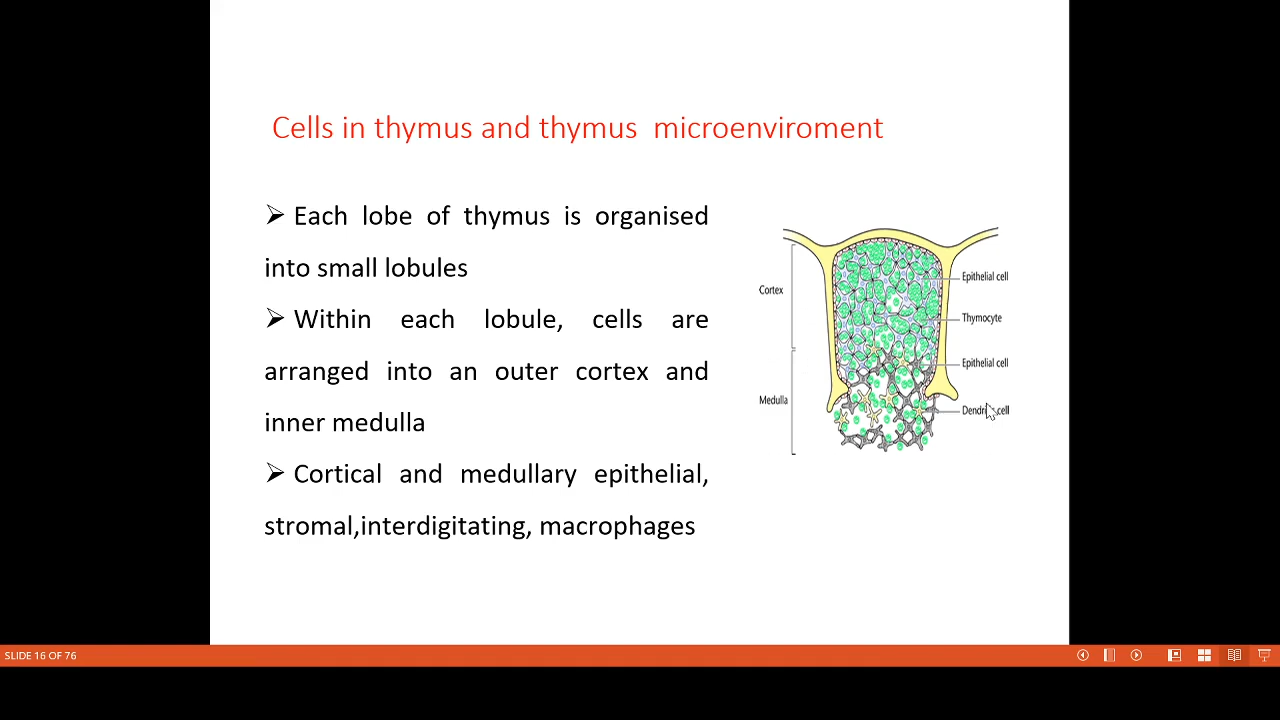 Cells in thymus and thymus microenviroment
➢ Each lobe of thymus is organised
into small lobules
➢ Within each lobule, cells are
arranged into an outer cortex and
inner medulla
➢ Cortical and medullary epithelial,
stromal,interdigitating, macrophages
Cortex
Medulla
Epithelial cell
Thymocyte
Epithelial cell
cell
SLIDE 16 OF 76